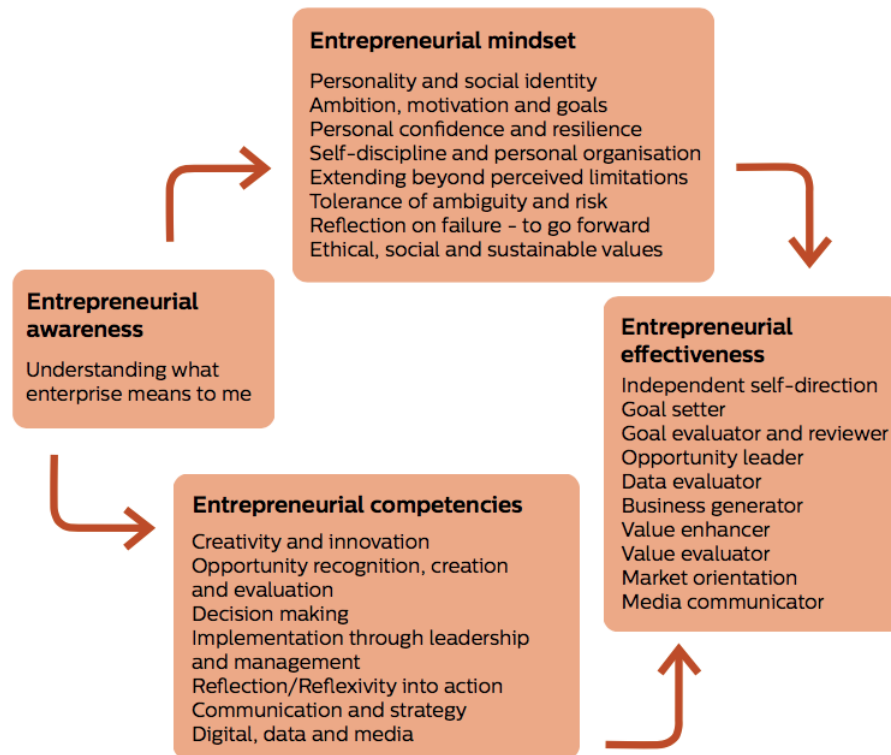 Entrepreneurial mindset
Personality and social identity
Ambition, motivation and goals
Personal confidence and resilience
Self-discipline and personal organisation
Extending beyond perceived limitations
Tolerance of ambiguity and risk
Reflection on failure - to go forward
Ethical, social and sustainable values
Entrepreneurial
awareness
Understanding what
enterprise means to me
Entrepreneurial competencies
Creativity and innovation
Opportunity recognition, creation
and evaluation
Decision making
Implementation through leadership
and management
Reflection/Reflexivity into action
Communication and strategy
Digital, data and media
Entrepreneurial
effectiveness
Independent self-direction
Goal setter
Goal evaluator and reviewer
Opportunity leader
Data evaluator
Business generator
Value enhancer
Value evaluator
Market orientation
Media communicator